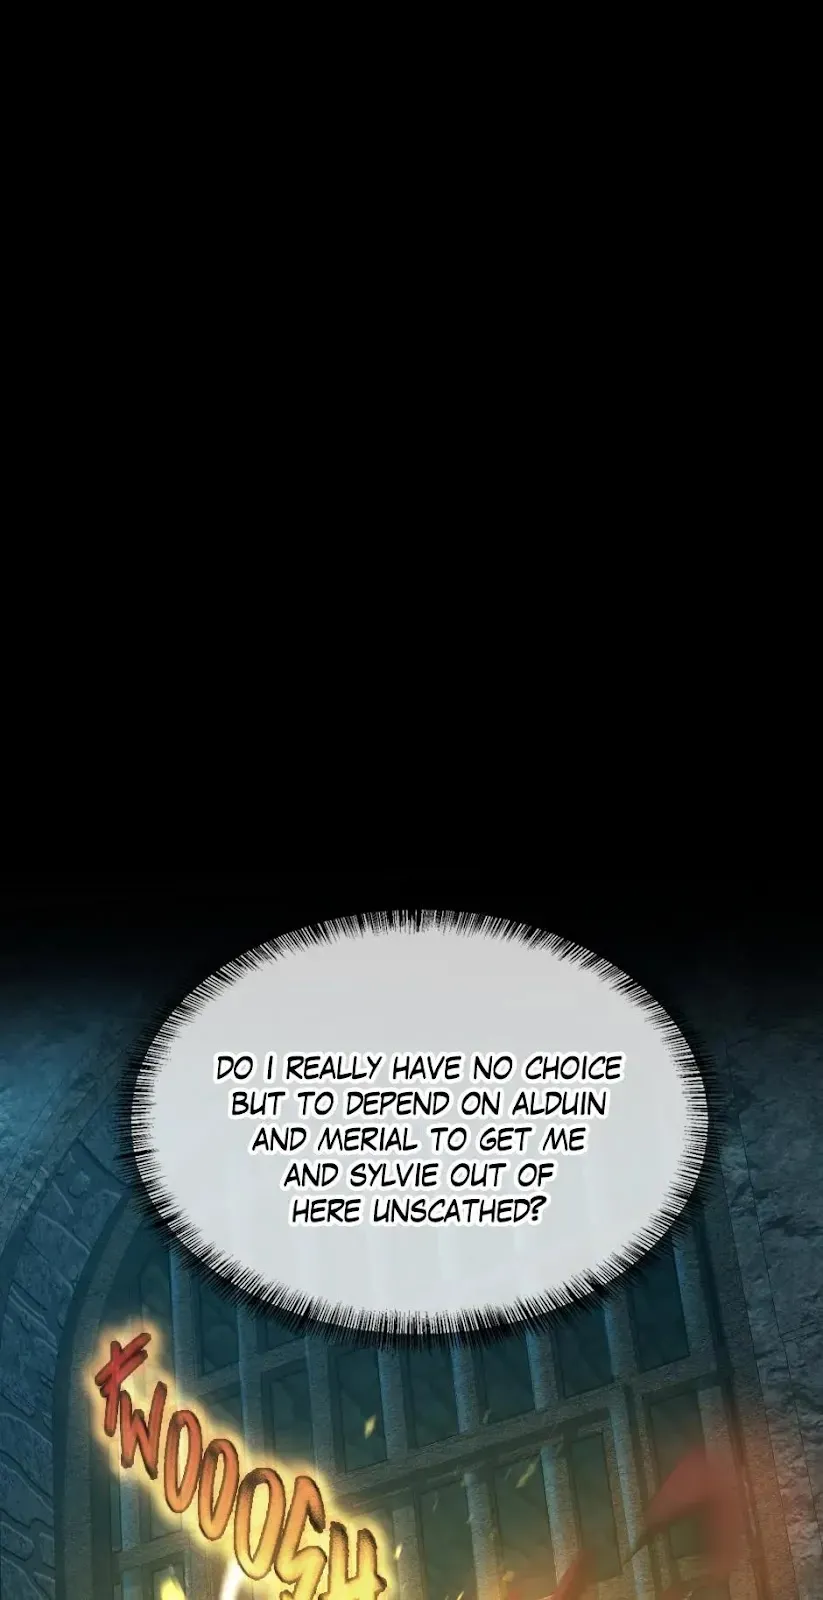 DO I REALLY HAVE NO CHOICE
BUT TO DEPEND ON ALDUIN
AND MERIAL TO GET ME
AND SYLVIE OUT OF
HERE UNSCATHED?
FWOOOSH